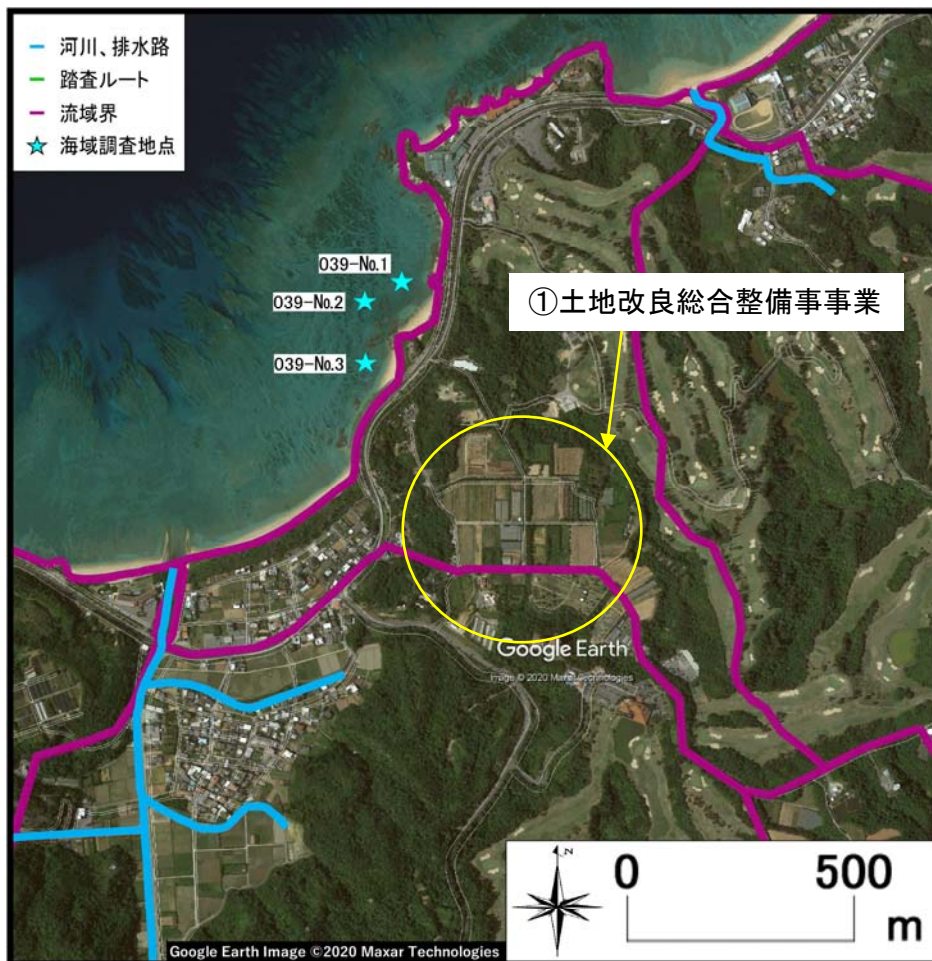 河川、排水路
踏査ルート
流域界
海域調査地点
039-No.1
039-No.2
039-No.3
①土地改良総合整備事事業
Google Earth
Image © 2020 Maxar Technologies
N
0 500
m
Google Earth Image ©2020 Maxar Technologies